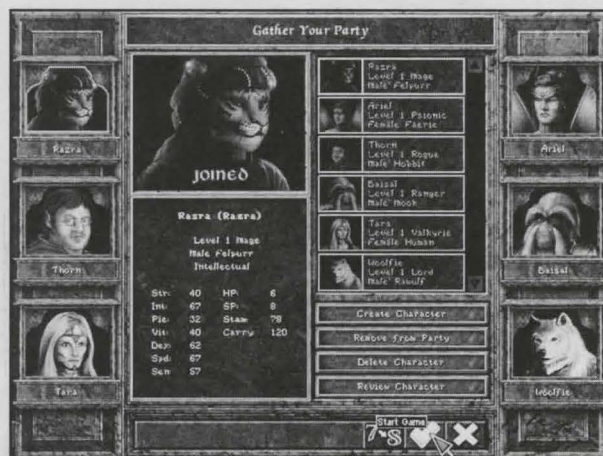 Gather Your Party
Razra
Thorn
Tara
JOINED
Razra (Razra)
Level 1 Mage
Male Felpurr
Intellectual
Str: 40 HP: 6
Int: 67 SP: 8
Pie: 32 Stam: 78
Vit: 40 Carry: 120
Dex: 62
Spd: 67
Sen: 57
Razra
Level 1 Mage
Male Felpurr
Ariel
Level 1 Psionic
Female Faerie
Thorn
Level 1 Rogue
Male Hobbit
Baisal
Level 1 Ranger
Male Mook
Tara
Level 1 Valkyrie
Female Human
Woolfie
Level 1 Lord
Male Rawulf
Create Character
Remove from Party
Delete Character
Review Character
Start Game
7 8
Ariel
Baisal
Woolfie